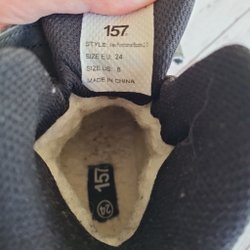 157
STYLE:
SIZE EU: 24
SIZE US: 8
MADE IN CHINA
157
24